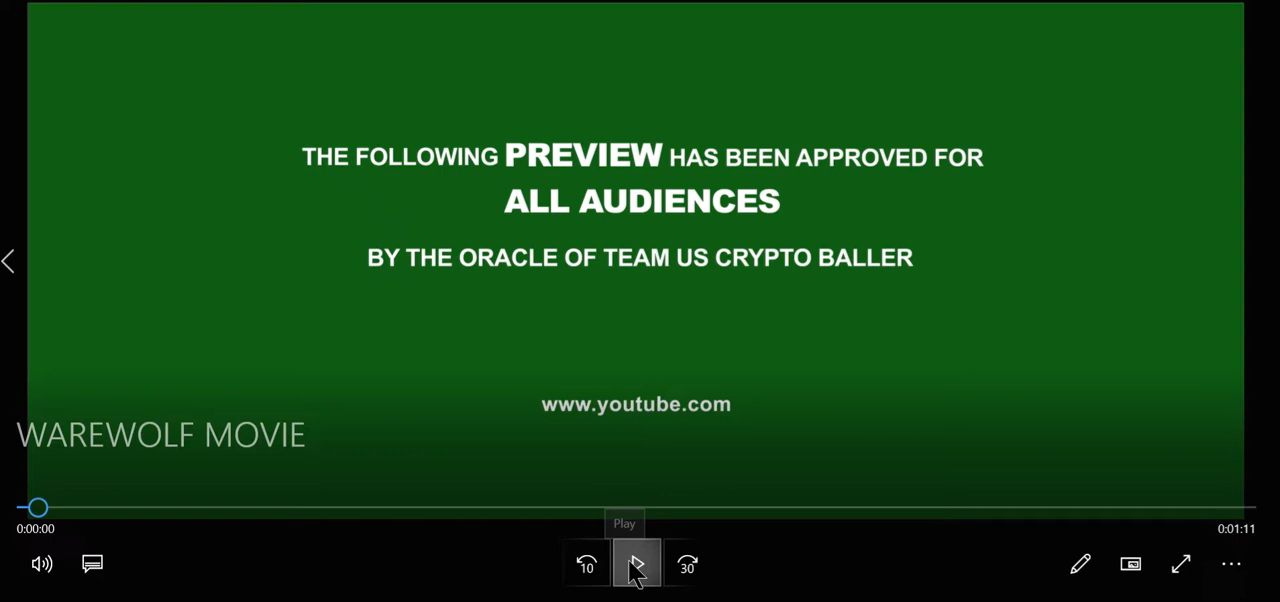 THE FOLLOWING PREVIEW HAS BEEN APPROVED FOR
ALL AUDIENCES
BY THE ORACLE OF TEAM US CRYPTO BALLER
www.youtube.com
WAREWOLF MOVIE
Play
0:00:00
0:01:11
10
30